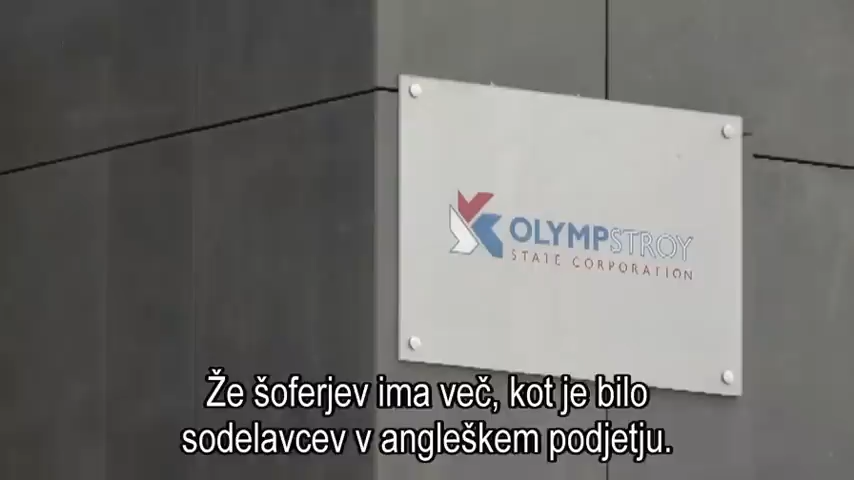 OLYMPSTROY
STATE CORPORATION
Že šoferjev ima več, kot je bilo
sodelavcev v angleškem podjetju.